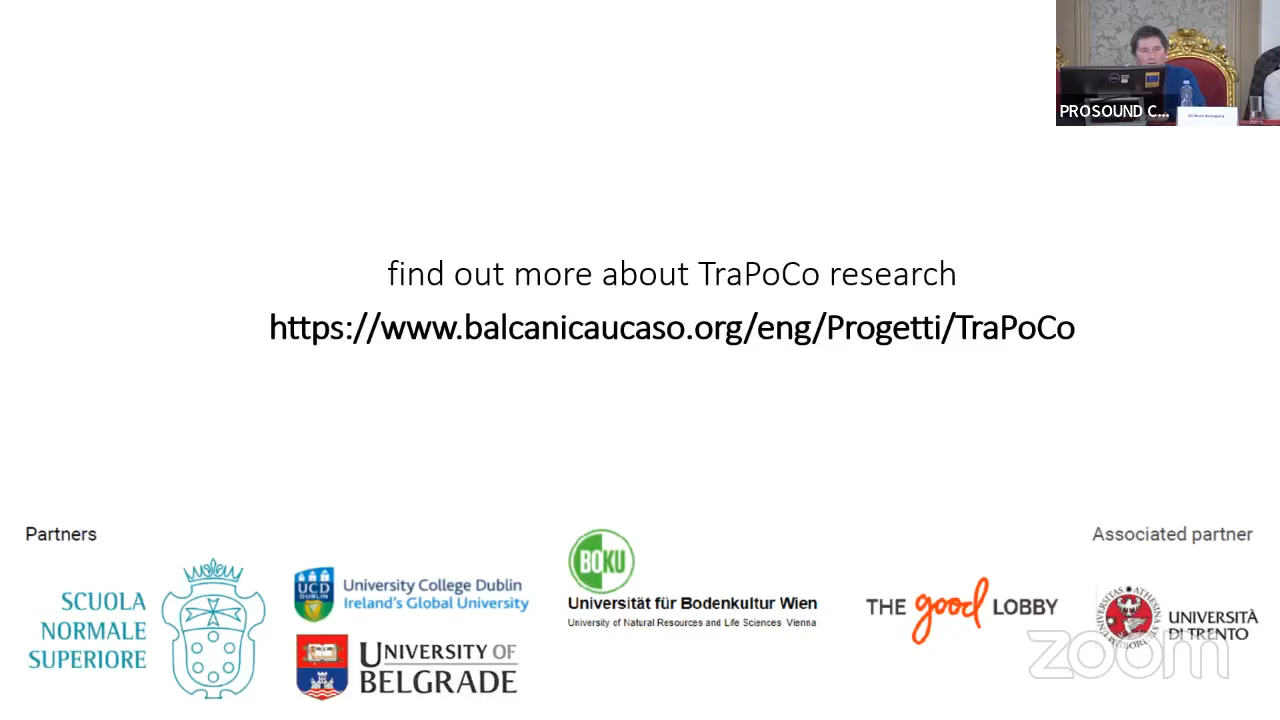 PROSOUND C...
find out more about TraPoCo research
https://www.balcanicaucaso.org/eng/Progetti/TraPoCo
Partners
Associated partner
SCUOLA
NORMALE
SUPERIORE
UCD
DUBLIN
University College Dublin
Ireland's Global University
UNIVERSITY OF
BELGRADE
BOKU
Universität für Bodenkultur Wien
University of Natural Resources and Life Sciences, Vienna
THE good LOBBY
UNIVERSITÀ
DI TRENTO
zoom